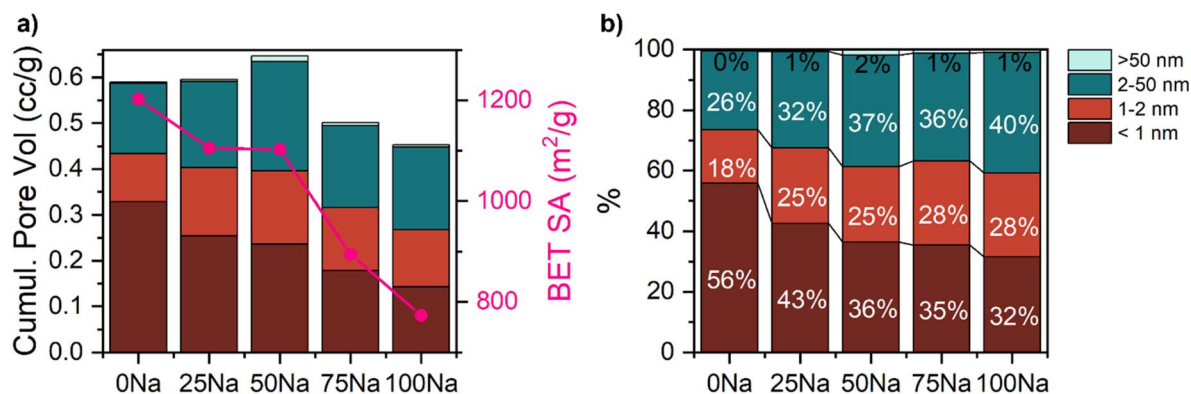 a)
Cumul. Pore Vol (cc/g)
0.6
0.5
0.4
0.3
0.2
0.1
0.0
0Na 25Na 50Na 75Na 100Na
1200
1000
800
BET SA (m²/g)
b)
%
100
80
60
40
20
0
0% 1% 2% 1% 1%
26% 32% 37% 36% 40%
18% 25% 25% 28% 28%
56% 43% 36% 35% 32%
0Na 25Na 50Na 75Na 100Na
>50 nm
2-50 nm
1-2 nm
< 1 nm